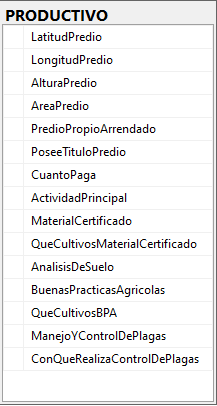 PRODUCTIVO
LatitudPredio
LongitudPredio
AlturaPredio
AreaPredio
PredioPropioArrendado
PoseeTituloPredio
CuantoPaga
ActividadPrincipal
MaterialCertificado
QueCultivosMaterialCertificado
AnalisisDeSuelo
BuenasPracticasAgricolas
QueCultivosBPA
ManejoYControlDePlagas
ConQueRealizaControlDePlagas